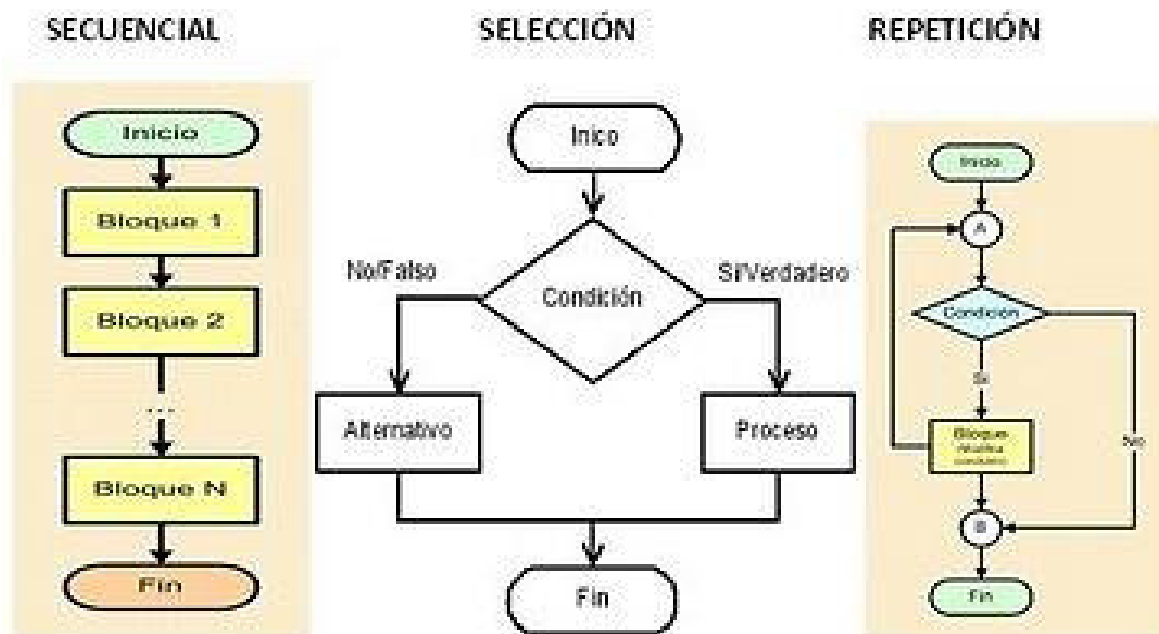 SECUENCIAL
SELECCIÓN
REPETICIÓN
Inicio
Bloque 1
Bloque 2
...
Bloque N
Fin
Inico
Condición
No/Falso
Si/Verdadero
Alternativo
Proceso
Fin
Inicio
A
Condición
Si
No
Bloque
B
Fin